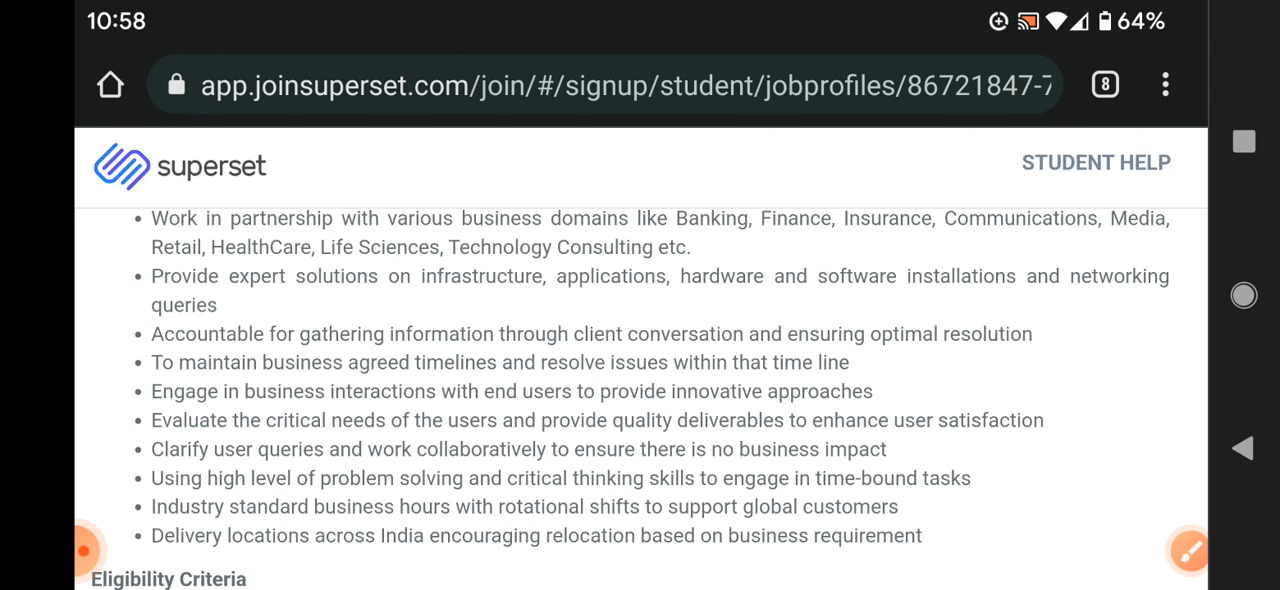 10:58
64%
app.joinsuperset.com/join/#/signup/student/jobprofiles/86721847-7
8
superset
STUDENT HELP
• Work in partnership with various business domains like Banking, Finance, Insurance, Communications, Media,
Retail, HealthCare, Life Sciences, Technology Consulting etc.
• Provide expert solutions on infrastructure, applications, hardware and software installations and networking
queries
• Accountable for gathering information through client conversation and ensuring optimal resolution
• To maintain business agreed timelines and resolve issues within that time line
• Engage in business interactions with end users to provide innovative approaches
• Evaluate the critical needs of the users and provide quality deliverables to enhance user satisfaction
• Clarify user queries and work collaboratively to ensure there is no business impact
• Using high level of problem solving and critical thinking skills to engage in time-bound tasks
• Industry standard business hours with rotational shifts to support global customers
• Delivery locations across India encouraging relocation based on business requirement
Eligibility Criteria